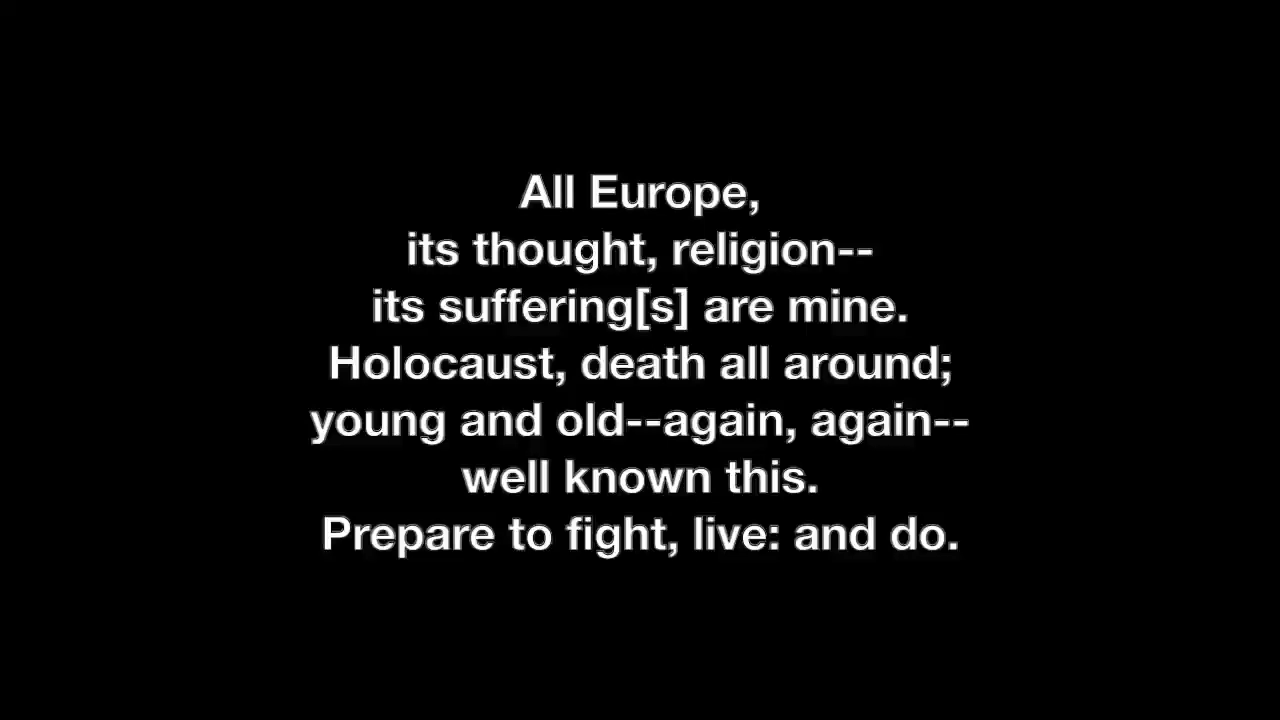 All Europe,
its thought, religion--
its suffering[s] are mine.
Holocaust, death all around;
young and old--again, again--
well known this.
Prepare to fight, live: and do.